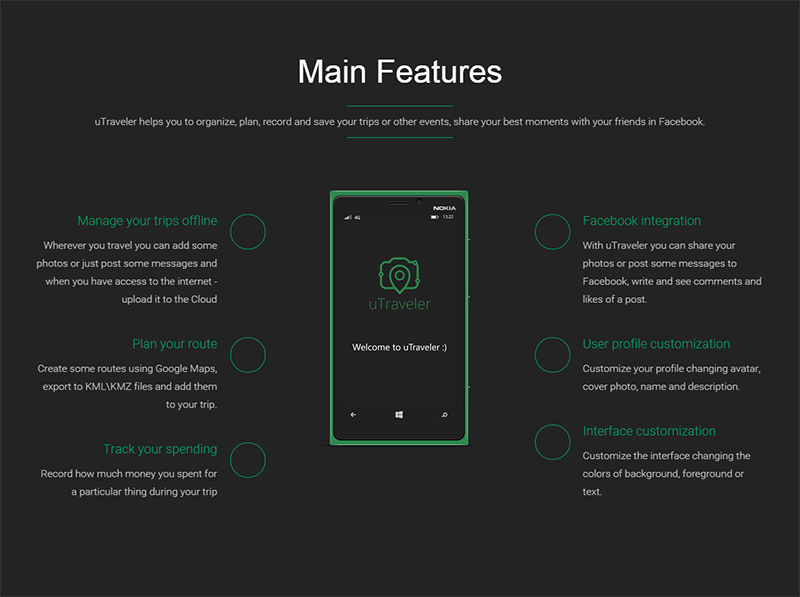 Main Features
uTraveler helps you to organize, plan, record and save your trips or other events, share your best moments with your friends in Facebook.
Manage your trips offline
Wherever you travel you can add some
photos or just post some messages and
when you have access to the internet -
upload it to the Cloud
Plan your route
Create some routes using Google Maps,
export to KML\KMZ files and add them
to your trip.
Track your spending
Record how much money you spent for
a particular thing during your trip
NOKIA
4G 13:22
uTraveler
Welcome to uTraveler :)
Facebook integration
With uTraveler you can share your
photos or post some messages to
Facebook, write and see comments and
likes of a post.
User profile customization
Customize your profile changing avatar,
cover photo, name and description.
Interface customization
Customize the interface changing the
colors of background, foreground or
text.